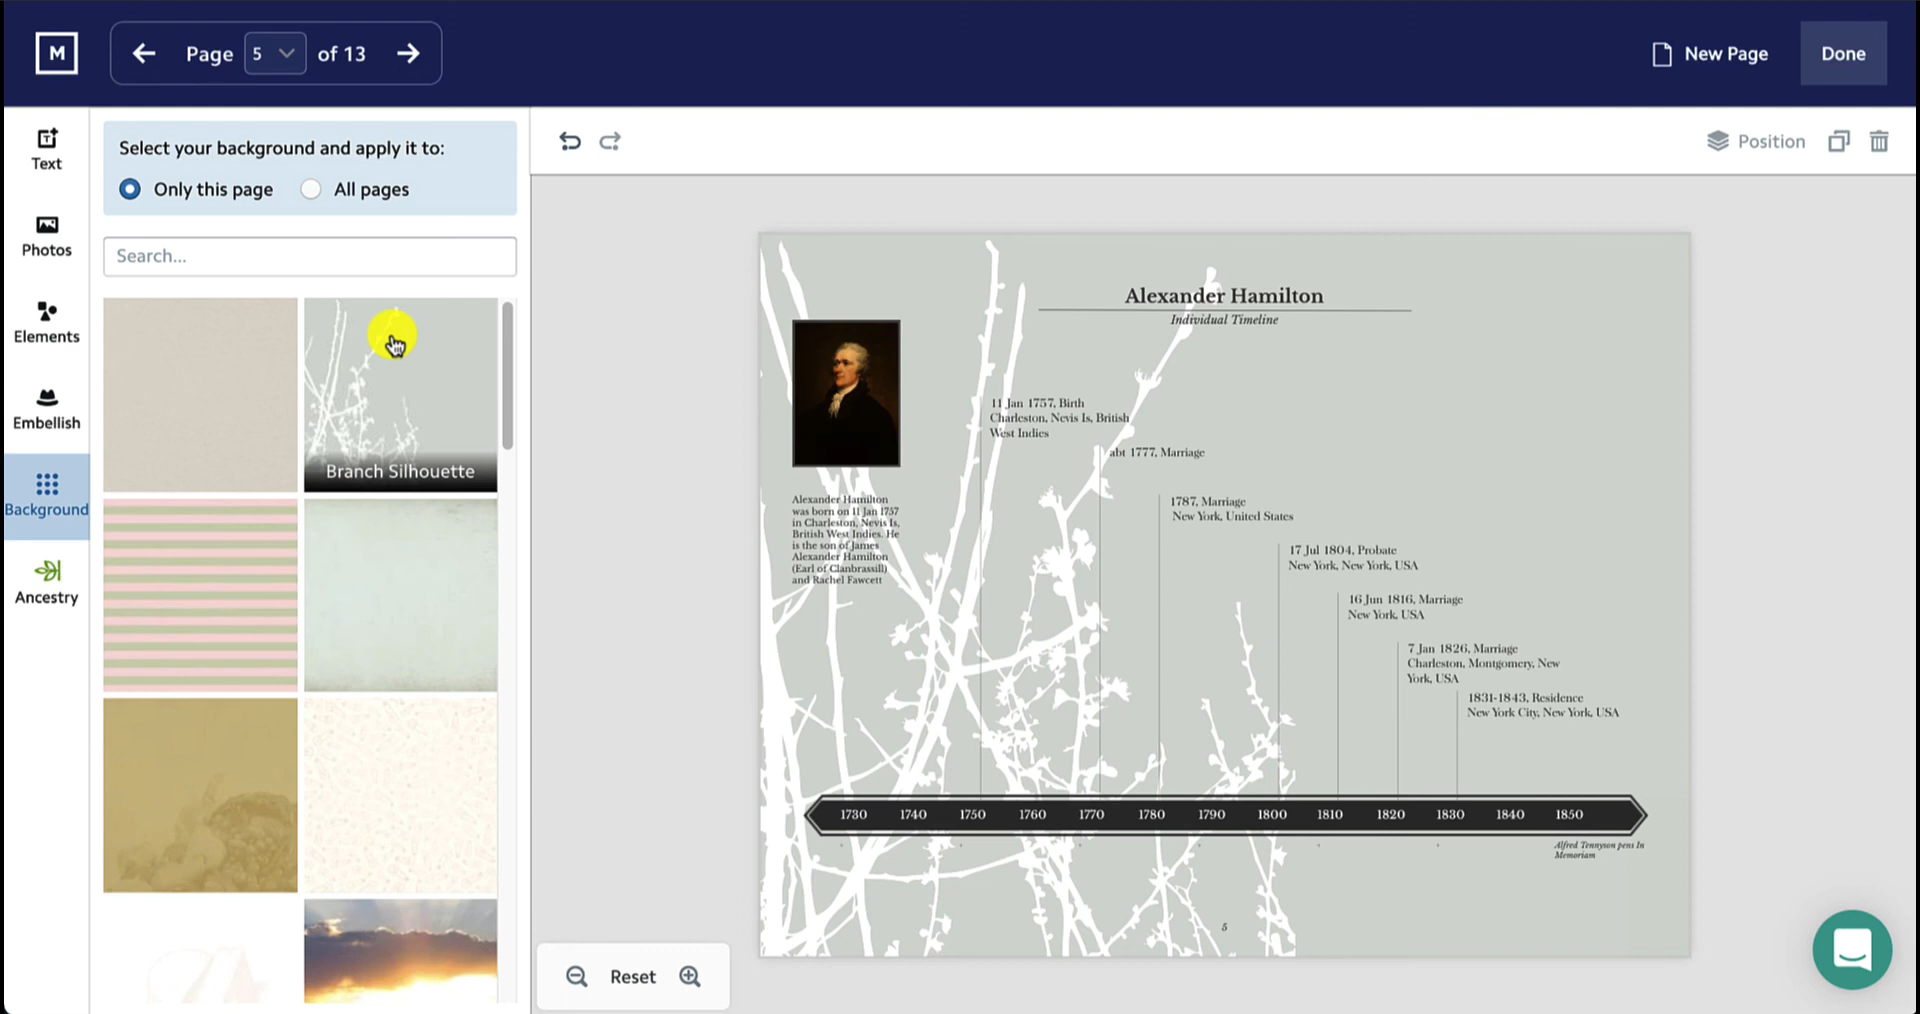 M
Page 5 of 13
New Page
Done
Text
Photos
Elements
Embellish
Background
Ancestry
Select your background and apply it to:
Only this page All pages
Search...
Branch Silhouette
Position
Alexander Hamilton
Individual Timeline
11 Jan 1757, Birth
Charleston, Nevis Is, British
West Indies
abt 1777, Marriage
Alexander Hamilton
was born on 11 Jan 1757
in Charleston, Nevis Is,
British West Indies. He
is the son of James
Alexander Hamilton
(Earl of Clanbrassill)
and Rachel Fawcett
1787, Marriage
New York, United States
17 Jul 1804, Probate
New York, New York, USA
16 Jun 1816, Marriage
New York, USA
7 Jan 1826, Marriage
Charleston, Montgomery, New
York, USA
1831-1843, Residence
New York City, New York, USA
1730 1740 1750 1760 1770 1780 1790 1800 1810 1820 1830 1840 1850
Alfred Tennyson pens In
Memoriam
5
Reset